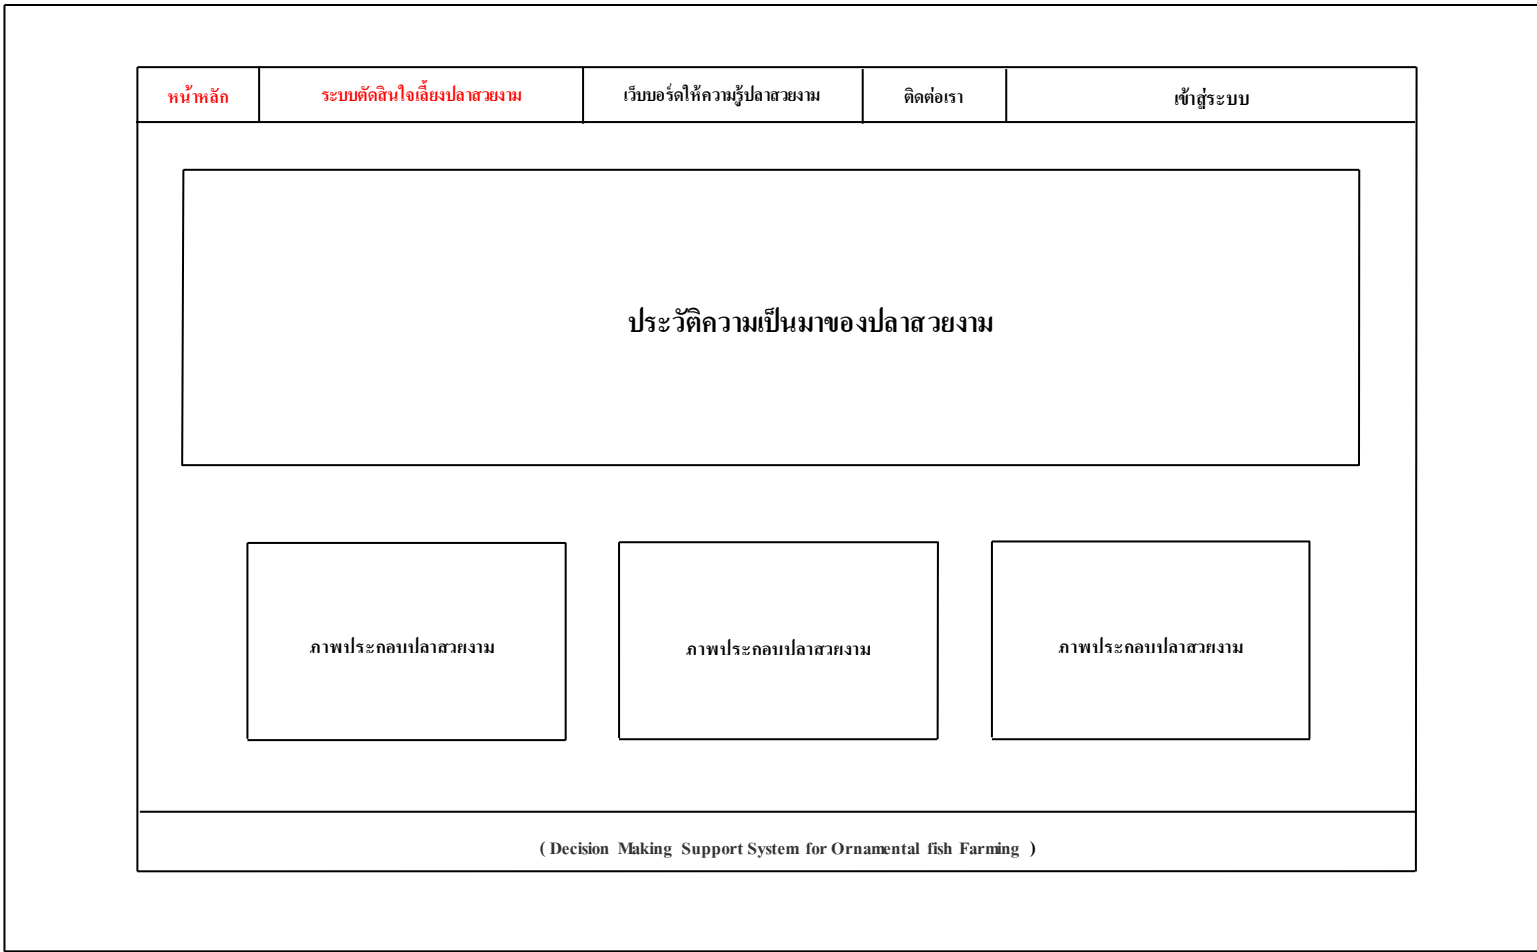 หน้าหลัก
ระบบตัดสินใจเลี้ยงปลาสวยงาม
เว็บบอร์ดให้ความรู้ปลาสวยงาม
ติดต่อเรา
เข้าสู่ระบบ
ประวัติความเป็นมาของปลาสวยงาม
ภาพประกอบปลาสวยงาม
ภาพประกอบปลาสวยงาม
ภาพประกอบปลาสวยงาม
( Decision Making Support System for Ornamental fish Farming )